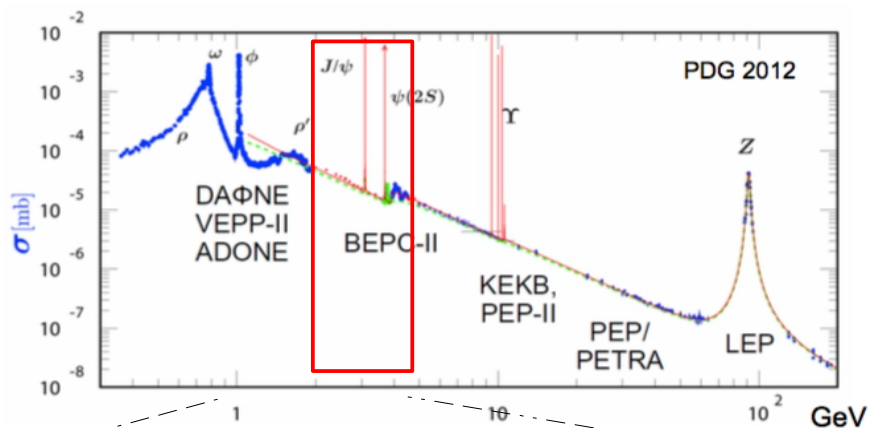 10 -2
10 -3
10 -4
10 -5
10 -6
10 -7
10 -8
σ[mb]
ω
ϕ
J/ψ
PDG 2012
ρ
ρ′
ψ(2S)
Υ
Z
DAΦNE
VEPP-II
ADONE
BEPC-II
KEKB,
PEP-II
PEP/
PETRA
LEP
1
10
10 2
GeV